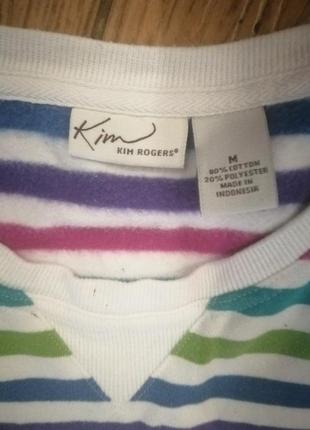 Kim
KIM ROGERS®
M
80% COTTON
20% POLYESTER
MADE IN
INDONESIA